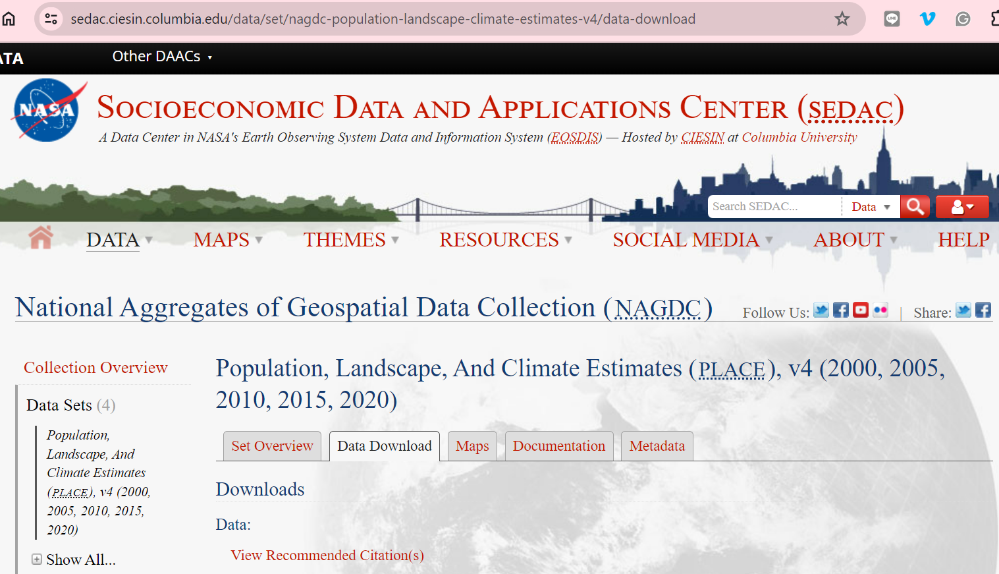 sedac.ciesin.columbia.edu/data/set/nagdc-population-landscape-climate-estimates-v4/data-download
LINE
ATA
Other DAACs
NASA
Socioeconomic Data and Applications Center (SEDAC)
A Data Center in NASA's Earth Observing System Data and Information System (EOSDIS) — Hosted by CIESIN at Columbia University
Search SEDAC...
Data
DATA
MAPS
THEMES
RESOURCES
SOCIAL MEDIA
ABOUT
HELP
National Aggregates of Geospatial Data Collection (NAGDC)
Follow Us:
|
Share:
Collection Overview
Data Sets (4)
Population,
Landscape, And
Climate Estimates
(PLACE), v4 (2000,
2005, 2010, 2015,
2020)
Show All...
Population, Landscape, And Climate Estimates (PLACE), v4 (2000, 2005,
2010, 2015, 2020)
Set Overview
Data Download
Maps
Documentation
Metadata
Downloads
Data:
View Recommended Citation(s)